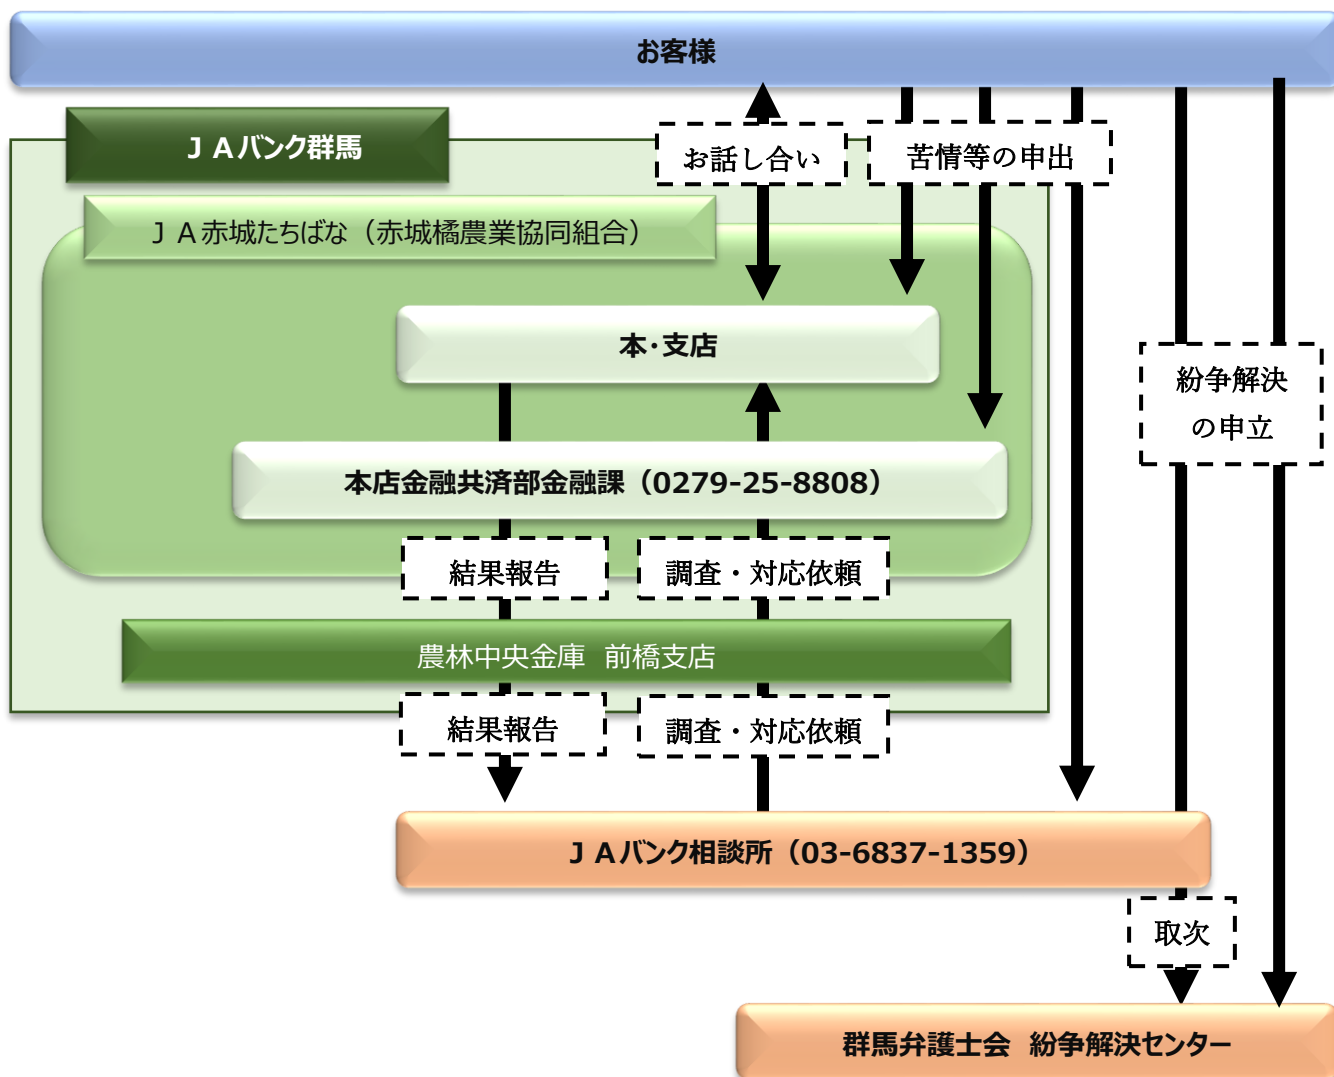 お客様
ＪＡバンク群馬
お話し合い
苦情等の申出
ＪＡ赤城たちばな（赤城橘農業協同組合）
本・支店
紛争解決
の申立
本店金融共済部金融課（0279-25-8808）
結果報告
調査・対応依頼
農林中央金庫 前橋支店
結果報告
調査・対応依頼
ＪＡバンク相談所（03-6837-1359）
取次
群馬弁護士会 紛争解決センター